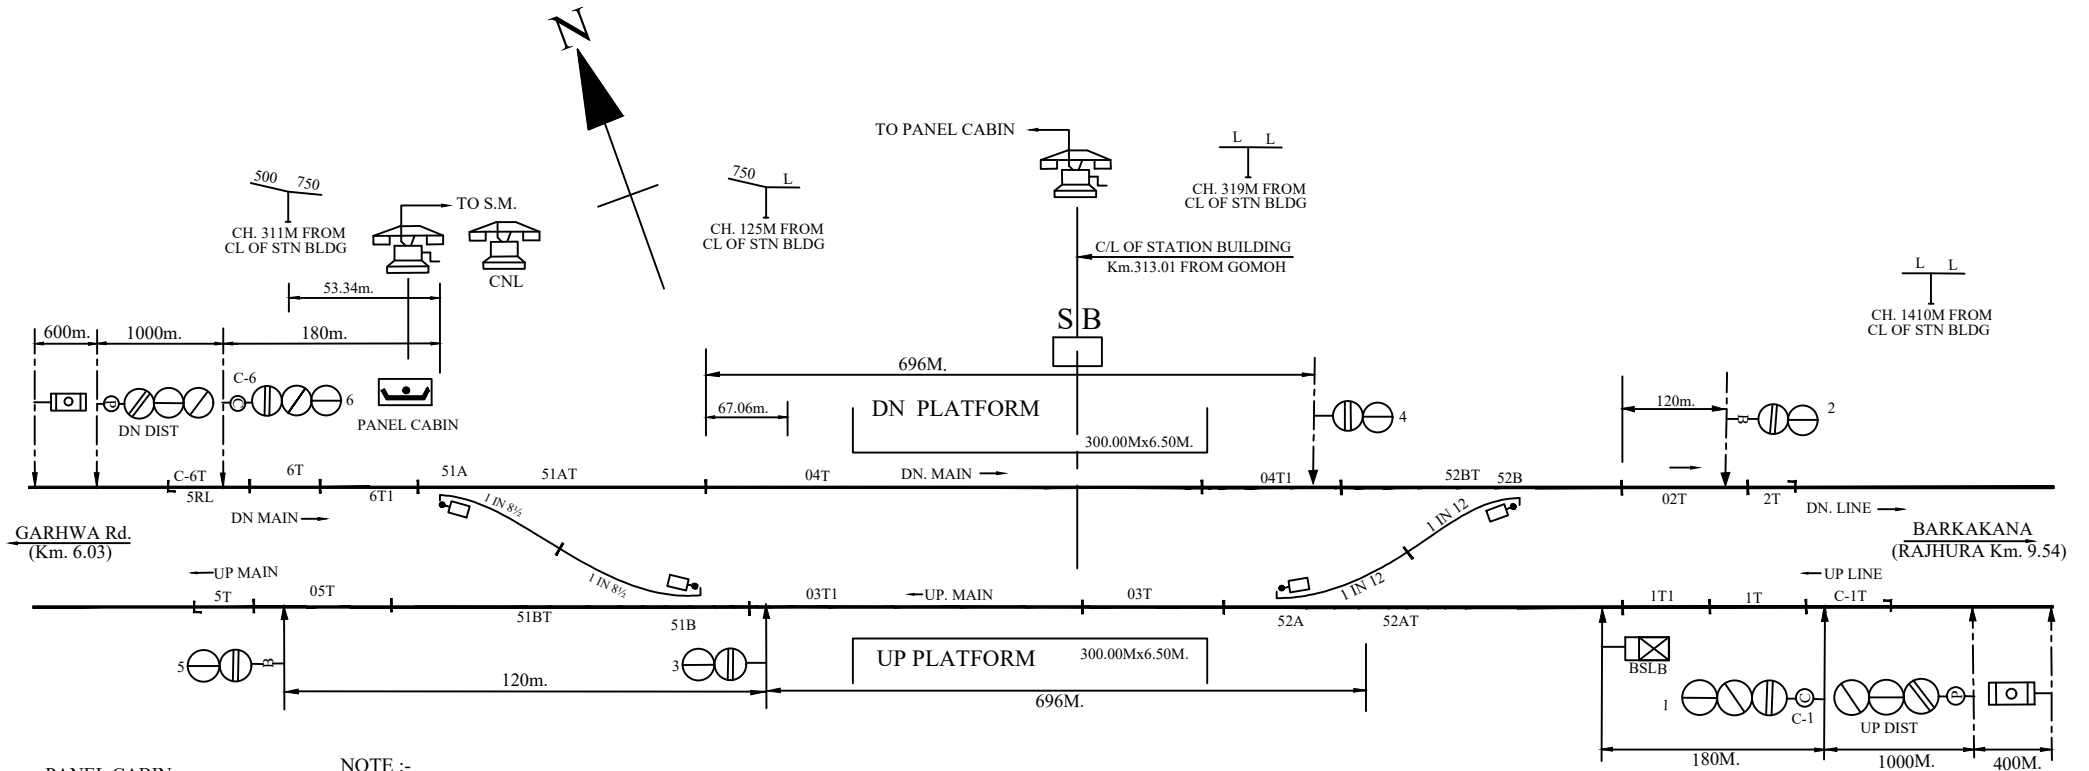 N
TO PANEL CABIN
L L
CH. 319M FROM
CL OF STN BLDG
500 750
CH. 311M FROM
CL OF STN BLDG
TO S.M.
CNL
750 L
CH. 125M FROM
CL OF STN BLDG
C/L OF STATION BUILDING
Km.313.01 FROM GOMOH
L L
CH. 1410M FROM
CL OF STN BLDG
53.34m.
S B
600m. 1000m. 180m.
696M.
P
DN DIST
C-6
C
6
PANEL CABIN
67.06m.
DN PLATFORM
300.00Mx6.50M.
4
120m.
B
2
C-6T
5RL
6T
6T1
51A
51AT
04T
DN. MAIN
04T1
52BT
52B
02T
2T
DN MAIN
1 IN 8½
1 IN 12
DN. LINE
GARHWA Rd.
(Km. 6.03)
BARKAKANA
(RAJHURA Km. 9.54)
UP MAIN
1 IN 8½
1 IN 12
UP LINE
5T
05T
51BT
51B
03T1
UP. MAIN
03T
52A
52AT
1T1
1T
C-1T
5
B
3
UP PLATFORM
300.00Mx6.50M.
BSLB
120m.
696M.
1
C
C-1
P
UP DIST
180M. 1000M. 400M.
PANEL CABIN
NOTE :-